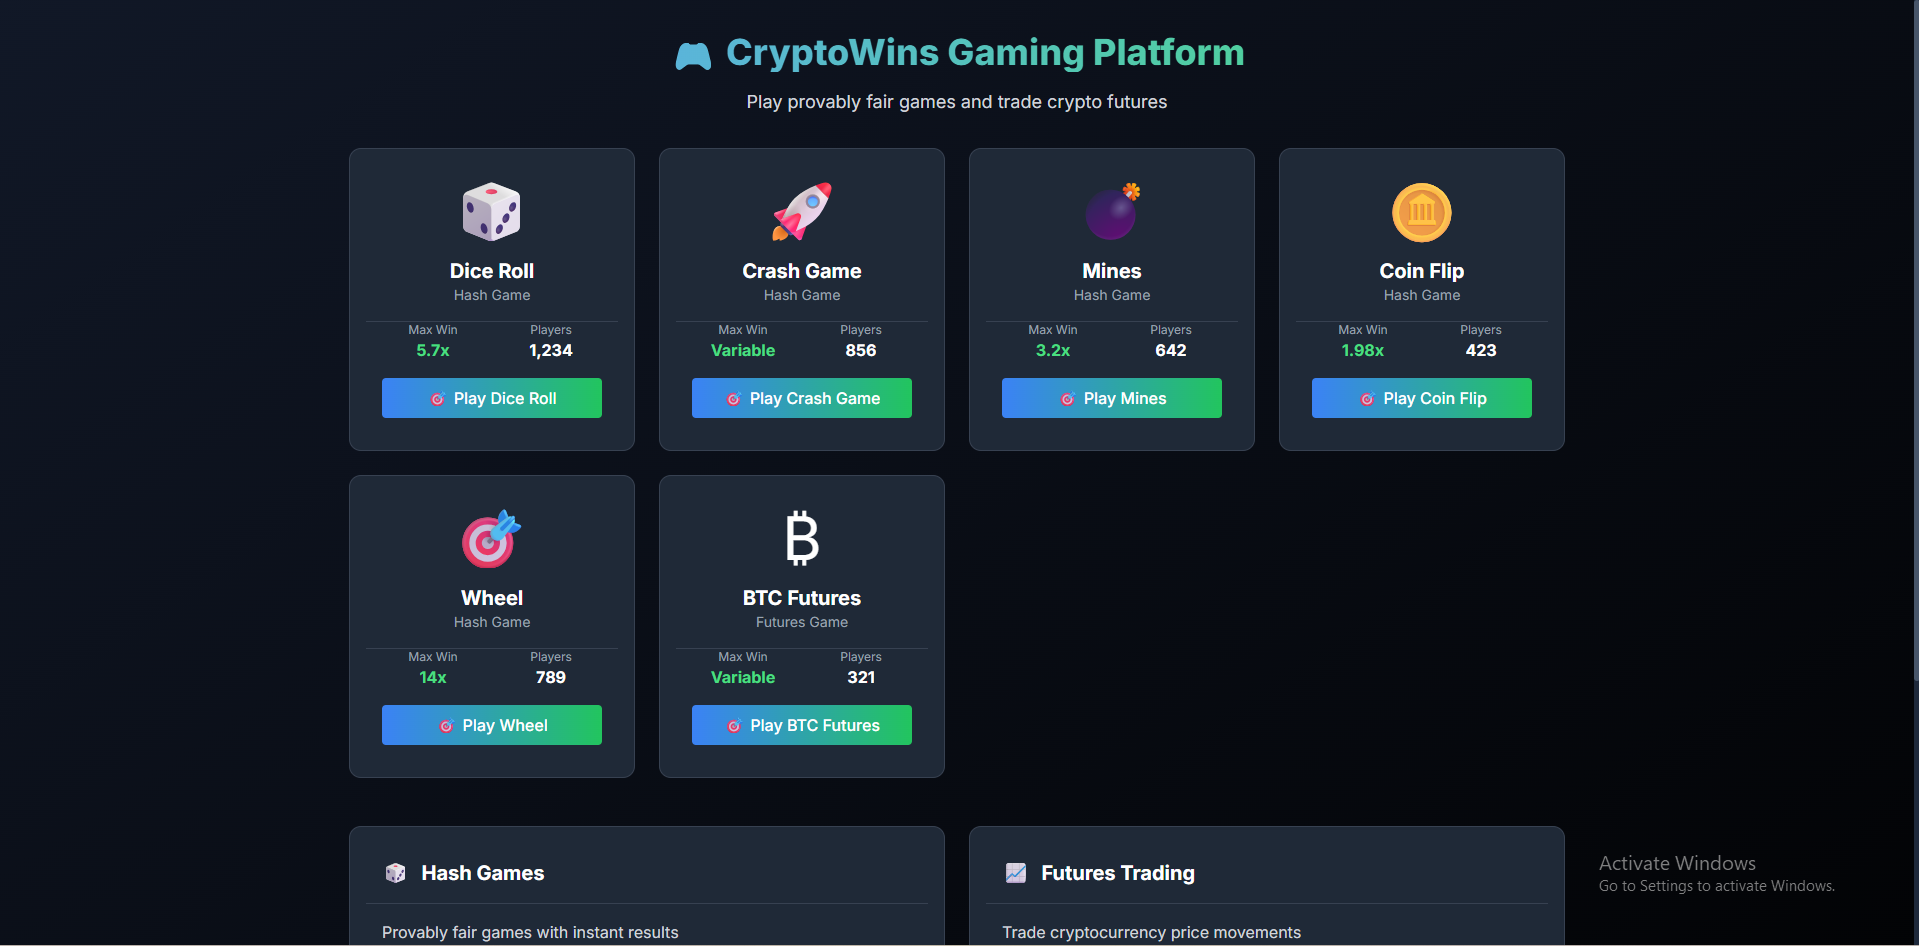 CryptoWins Gaming Platform
Play provably fair games and trade crypto futures
Dice Roll
Hash Game
Max Win Players
5.7x 1,234
Play Dice Roll
Crash Game
Hash Game
Max Win Players
Variable 856
Play Crash Game
Mines
Hash Game
Max Win Players
3.2x 642
Play Mines
Coin Flip
Hash Game
Max Win Players
1.98x 423
Play Coin Flip
Wheel
Hash Game
Max Win Players
14x 789
Play Wheel
BTC Futures
Futures Game
Max Win Players
Variable 321
Play BTC Futures
Hash Games
Provably fair games with instant results
Futures Trading
Trade cryptocurrency price movements
Activate Windows
Go to Settings to activate Windows.